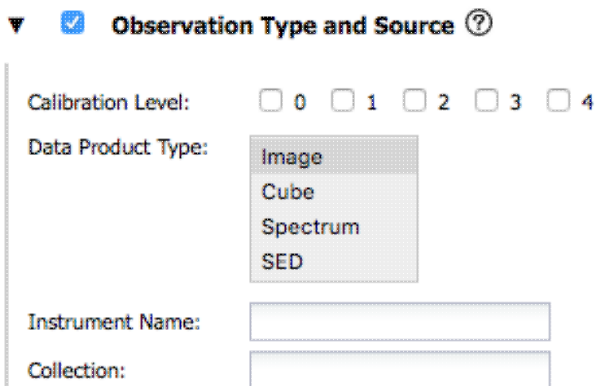 Observation Type and Source ?
Calibration Level: 0 1 2 3 4
Data Product Type:
Image
Cube
Spectrum
SED
Instrument Name:
Collection: